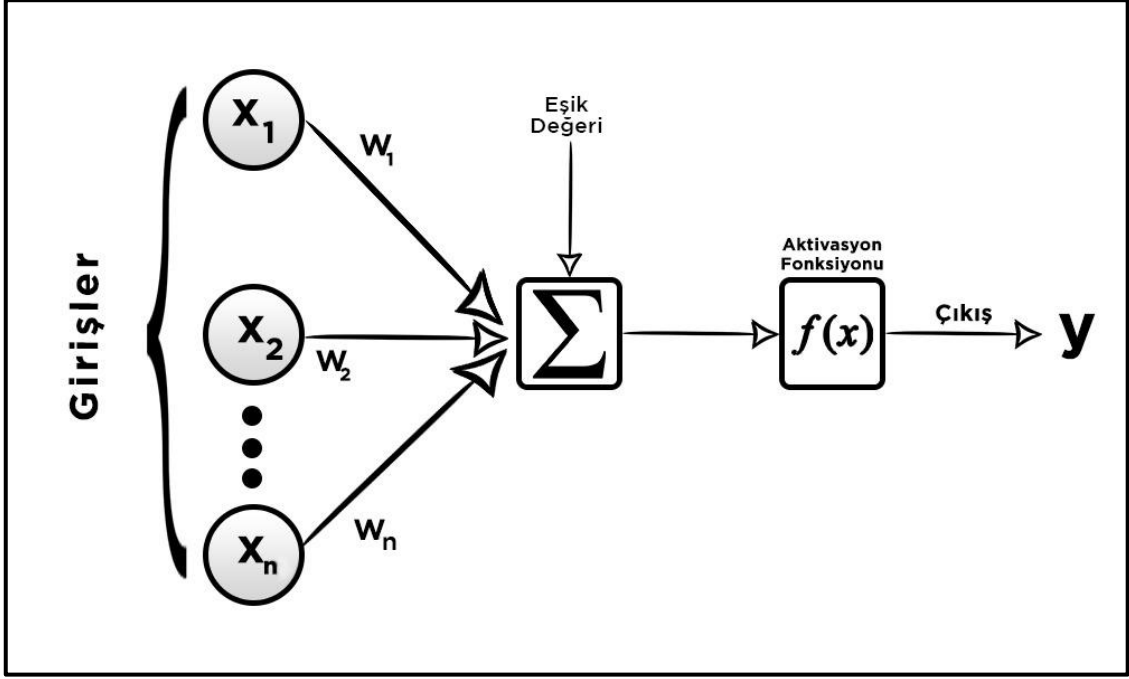 Girişler
x1
x2
xn
W1
W2
Wn
Eşik
Değeri
Σ
Aktivasyon
Fonksiyonu
f(x)
Çıkış
y